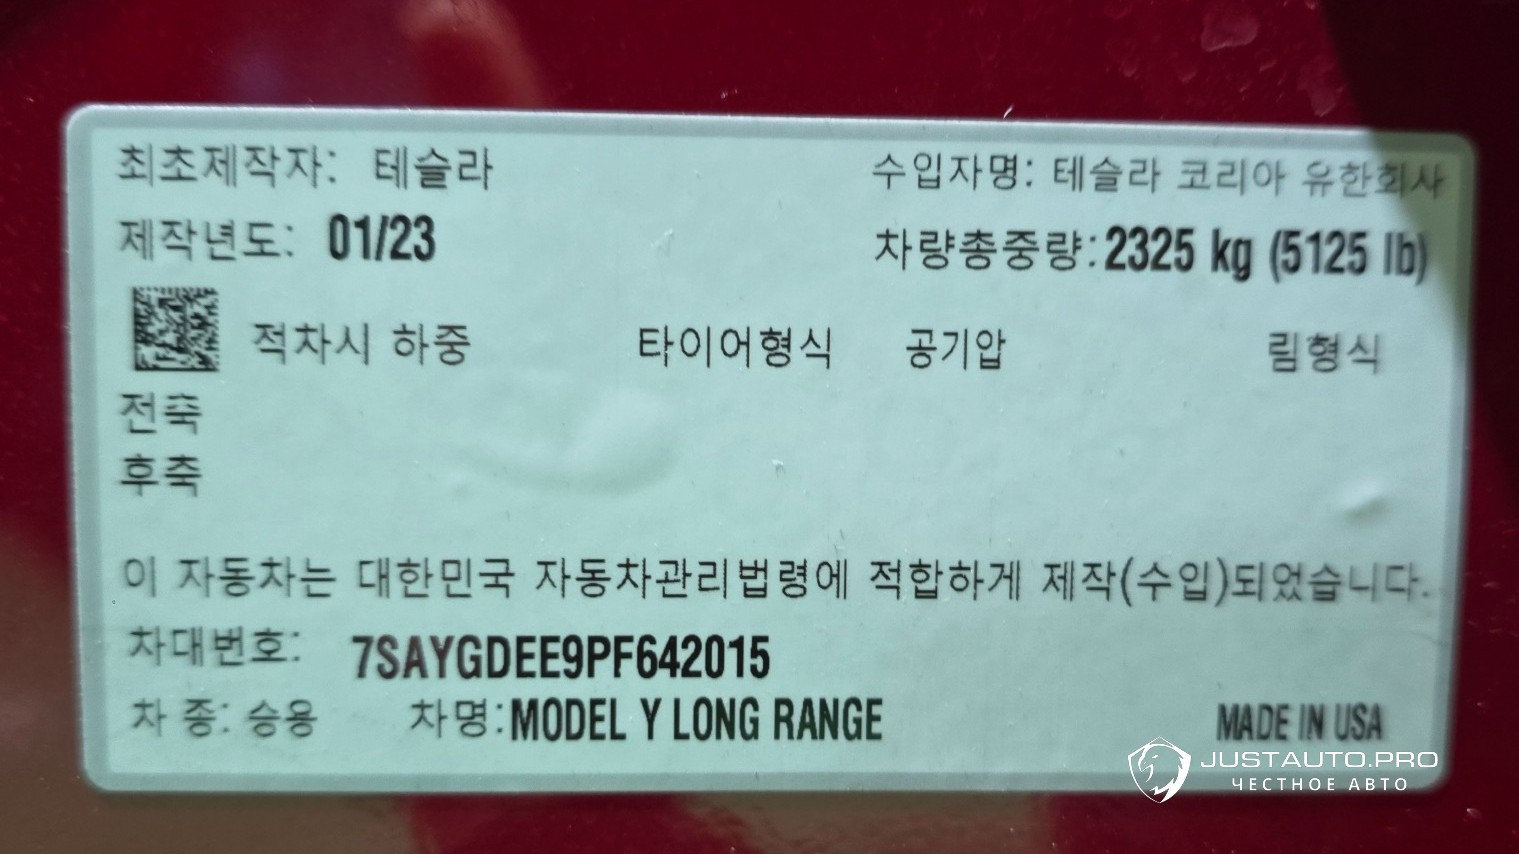 최초제작자: 테슬라 수입자명: 테슬라 코리아 유한회사
제작년도: 01/23 차량총중량: 2325 kg (5125 lb)
적차시 하중 타이어형식 공기압 림형식
전축
후축
이 자동차는 대한민국 자동차관리법령에 적합하게 제작(수입)되었습니다.
차대번호: 7SAYGDEE9PF642015
차 종: 승용 차명: MODEL Y LONG RANGE MADE IN USA
JUSTAUTO.PRO
ЧЕСТНОЕ АВТО